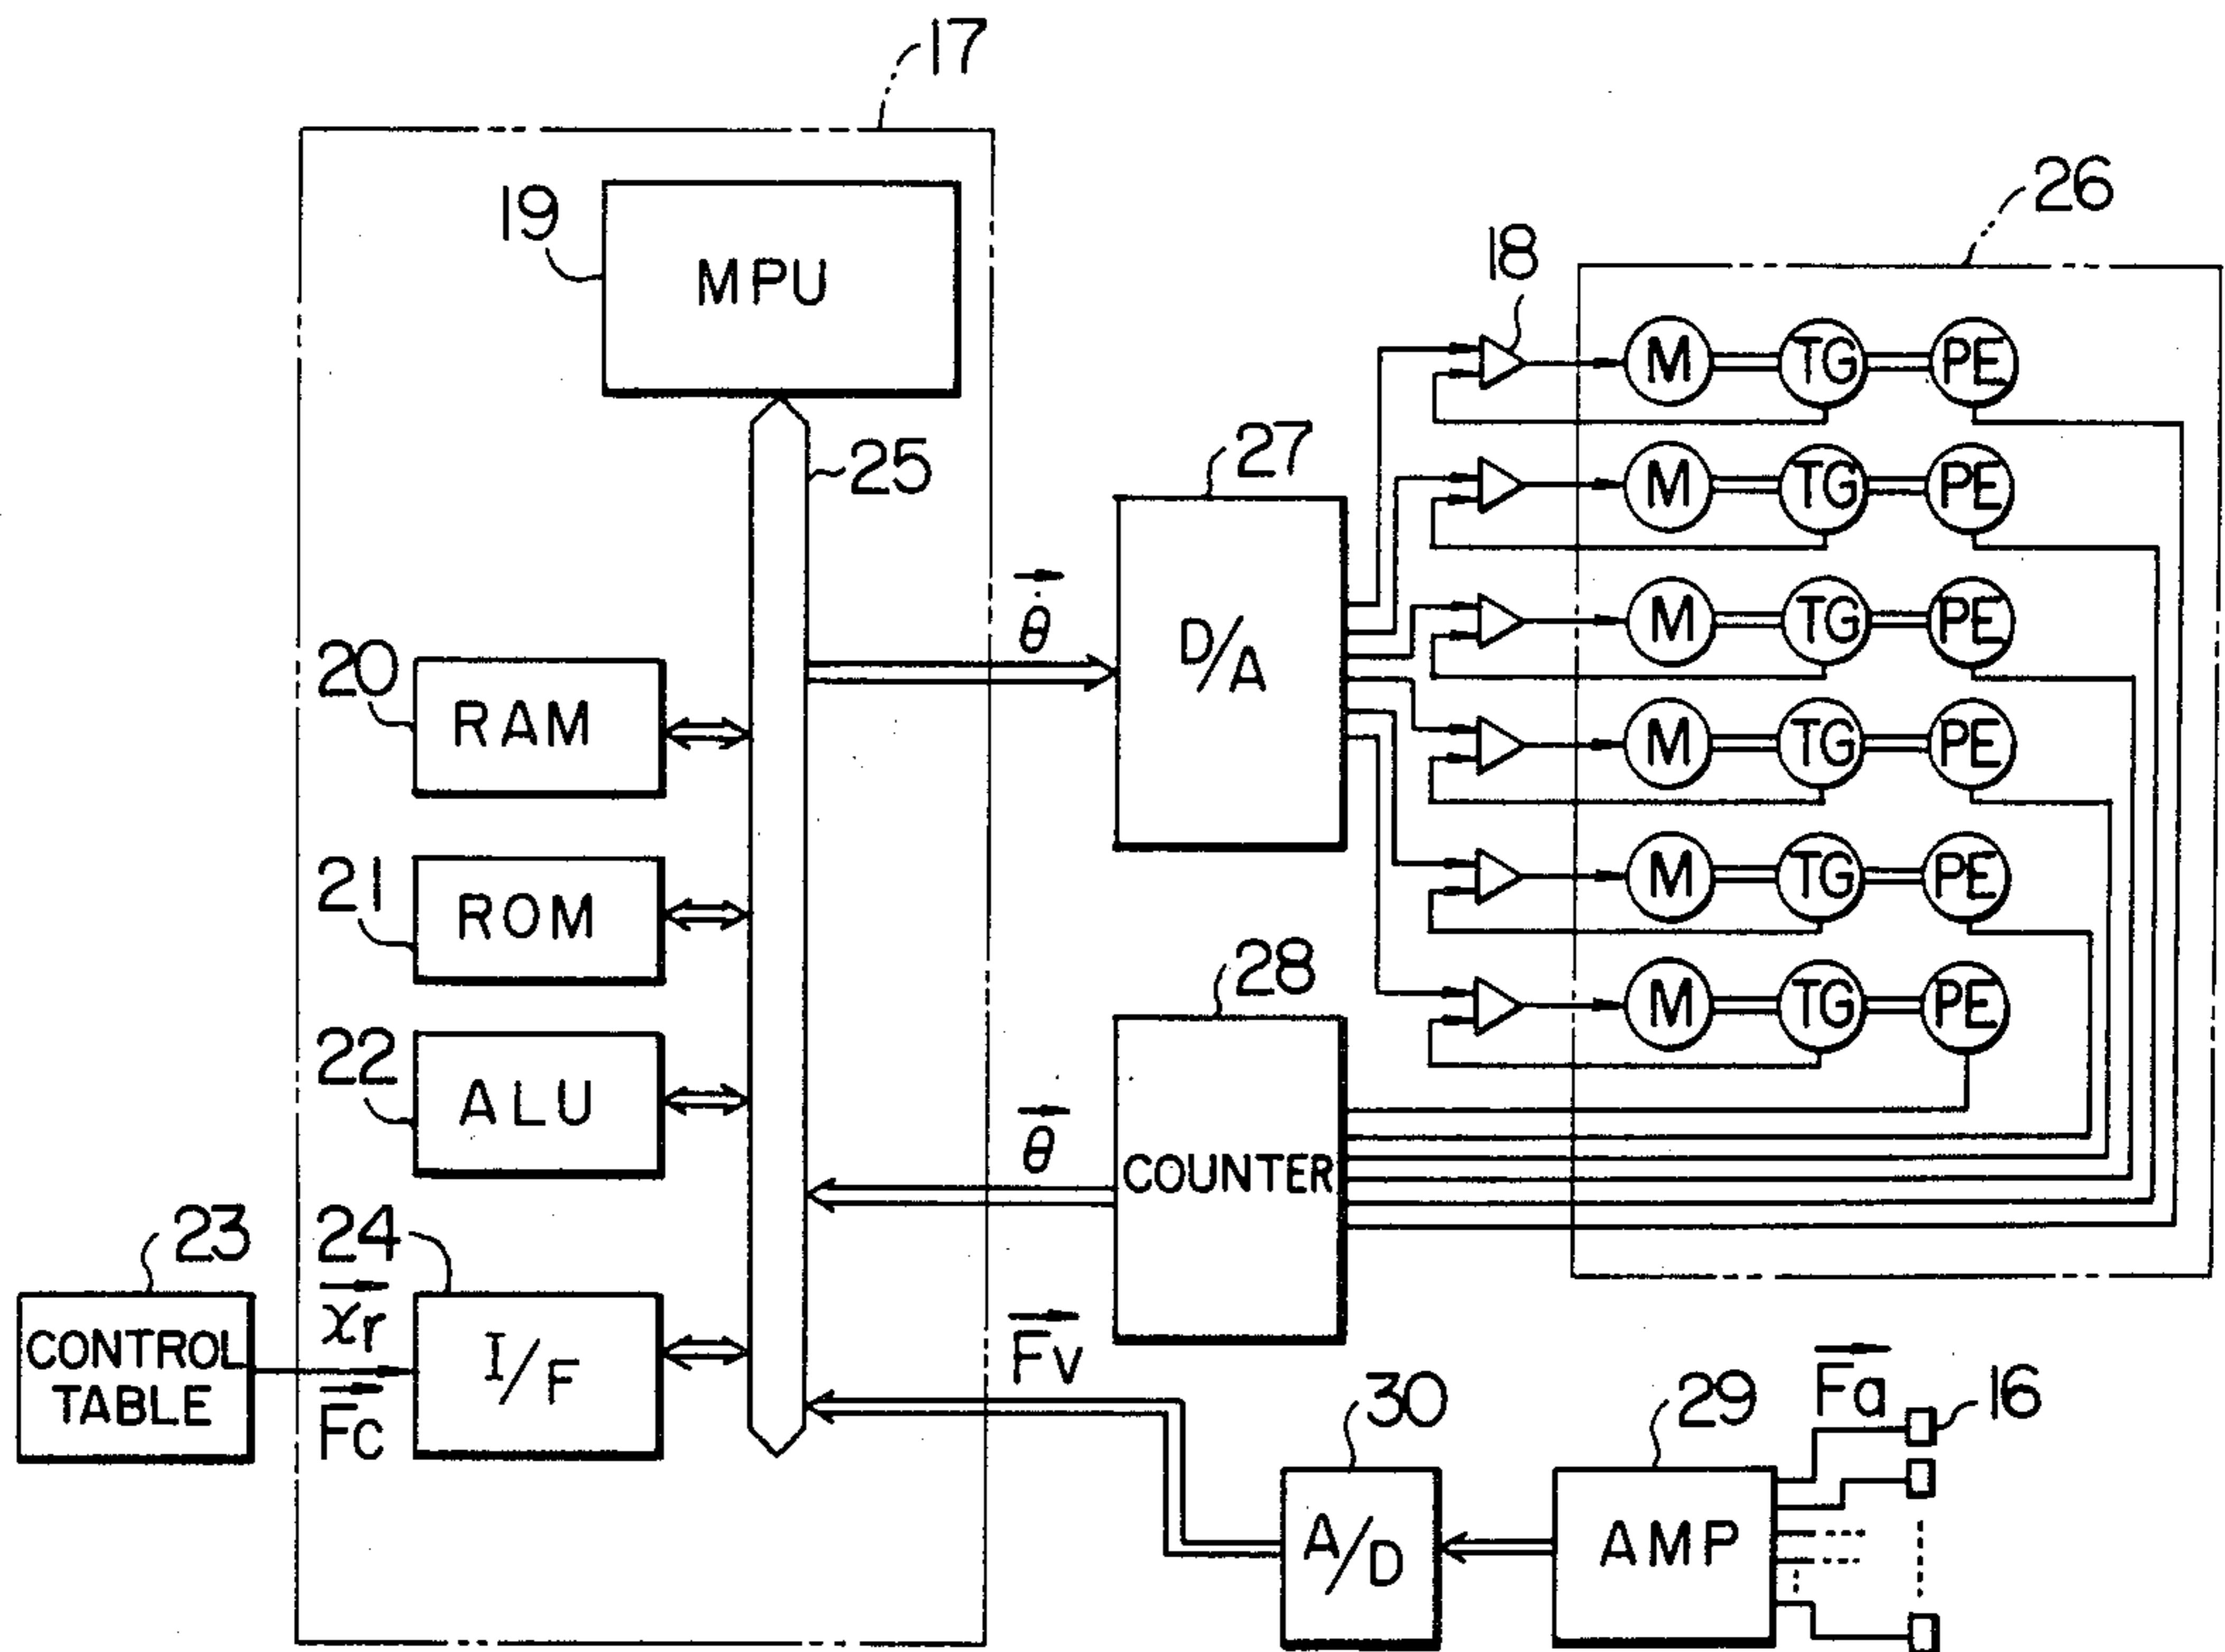 17
19
MPU
26
18
M TG PE
25
27
M TG PE
θ̇
D/A
M TG PE
20
RAM
M TG PE
21
ROM
M TG PE
28
M TG PE
22
ALU
θ
COUNTER
23
24
xr
Fc
CONTROL
TABLE
I/F
Fv
30
29
Fa
16
A/D
AMP